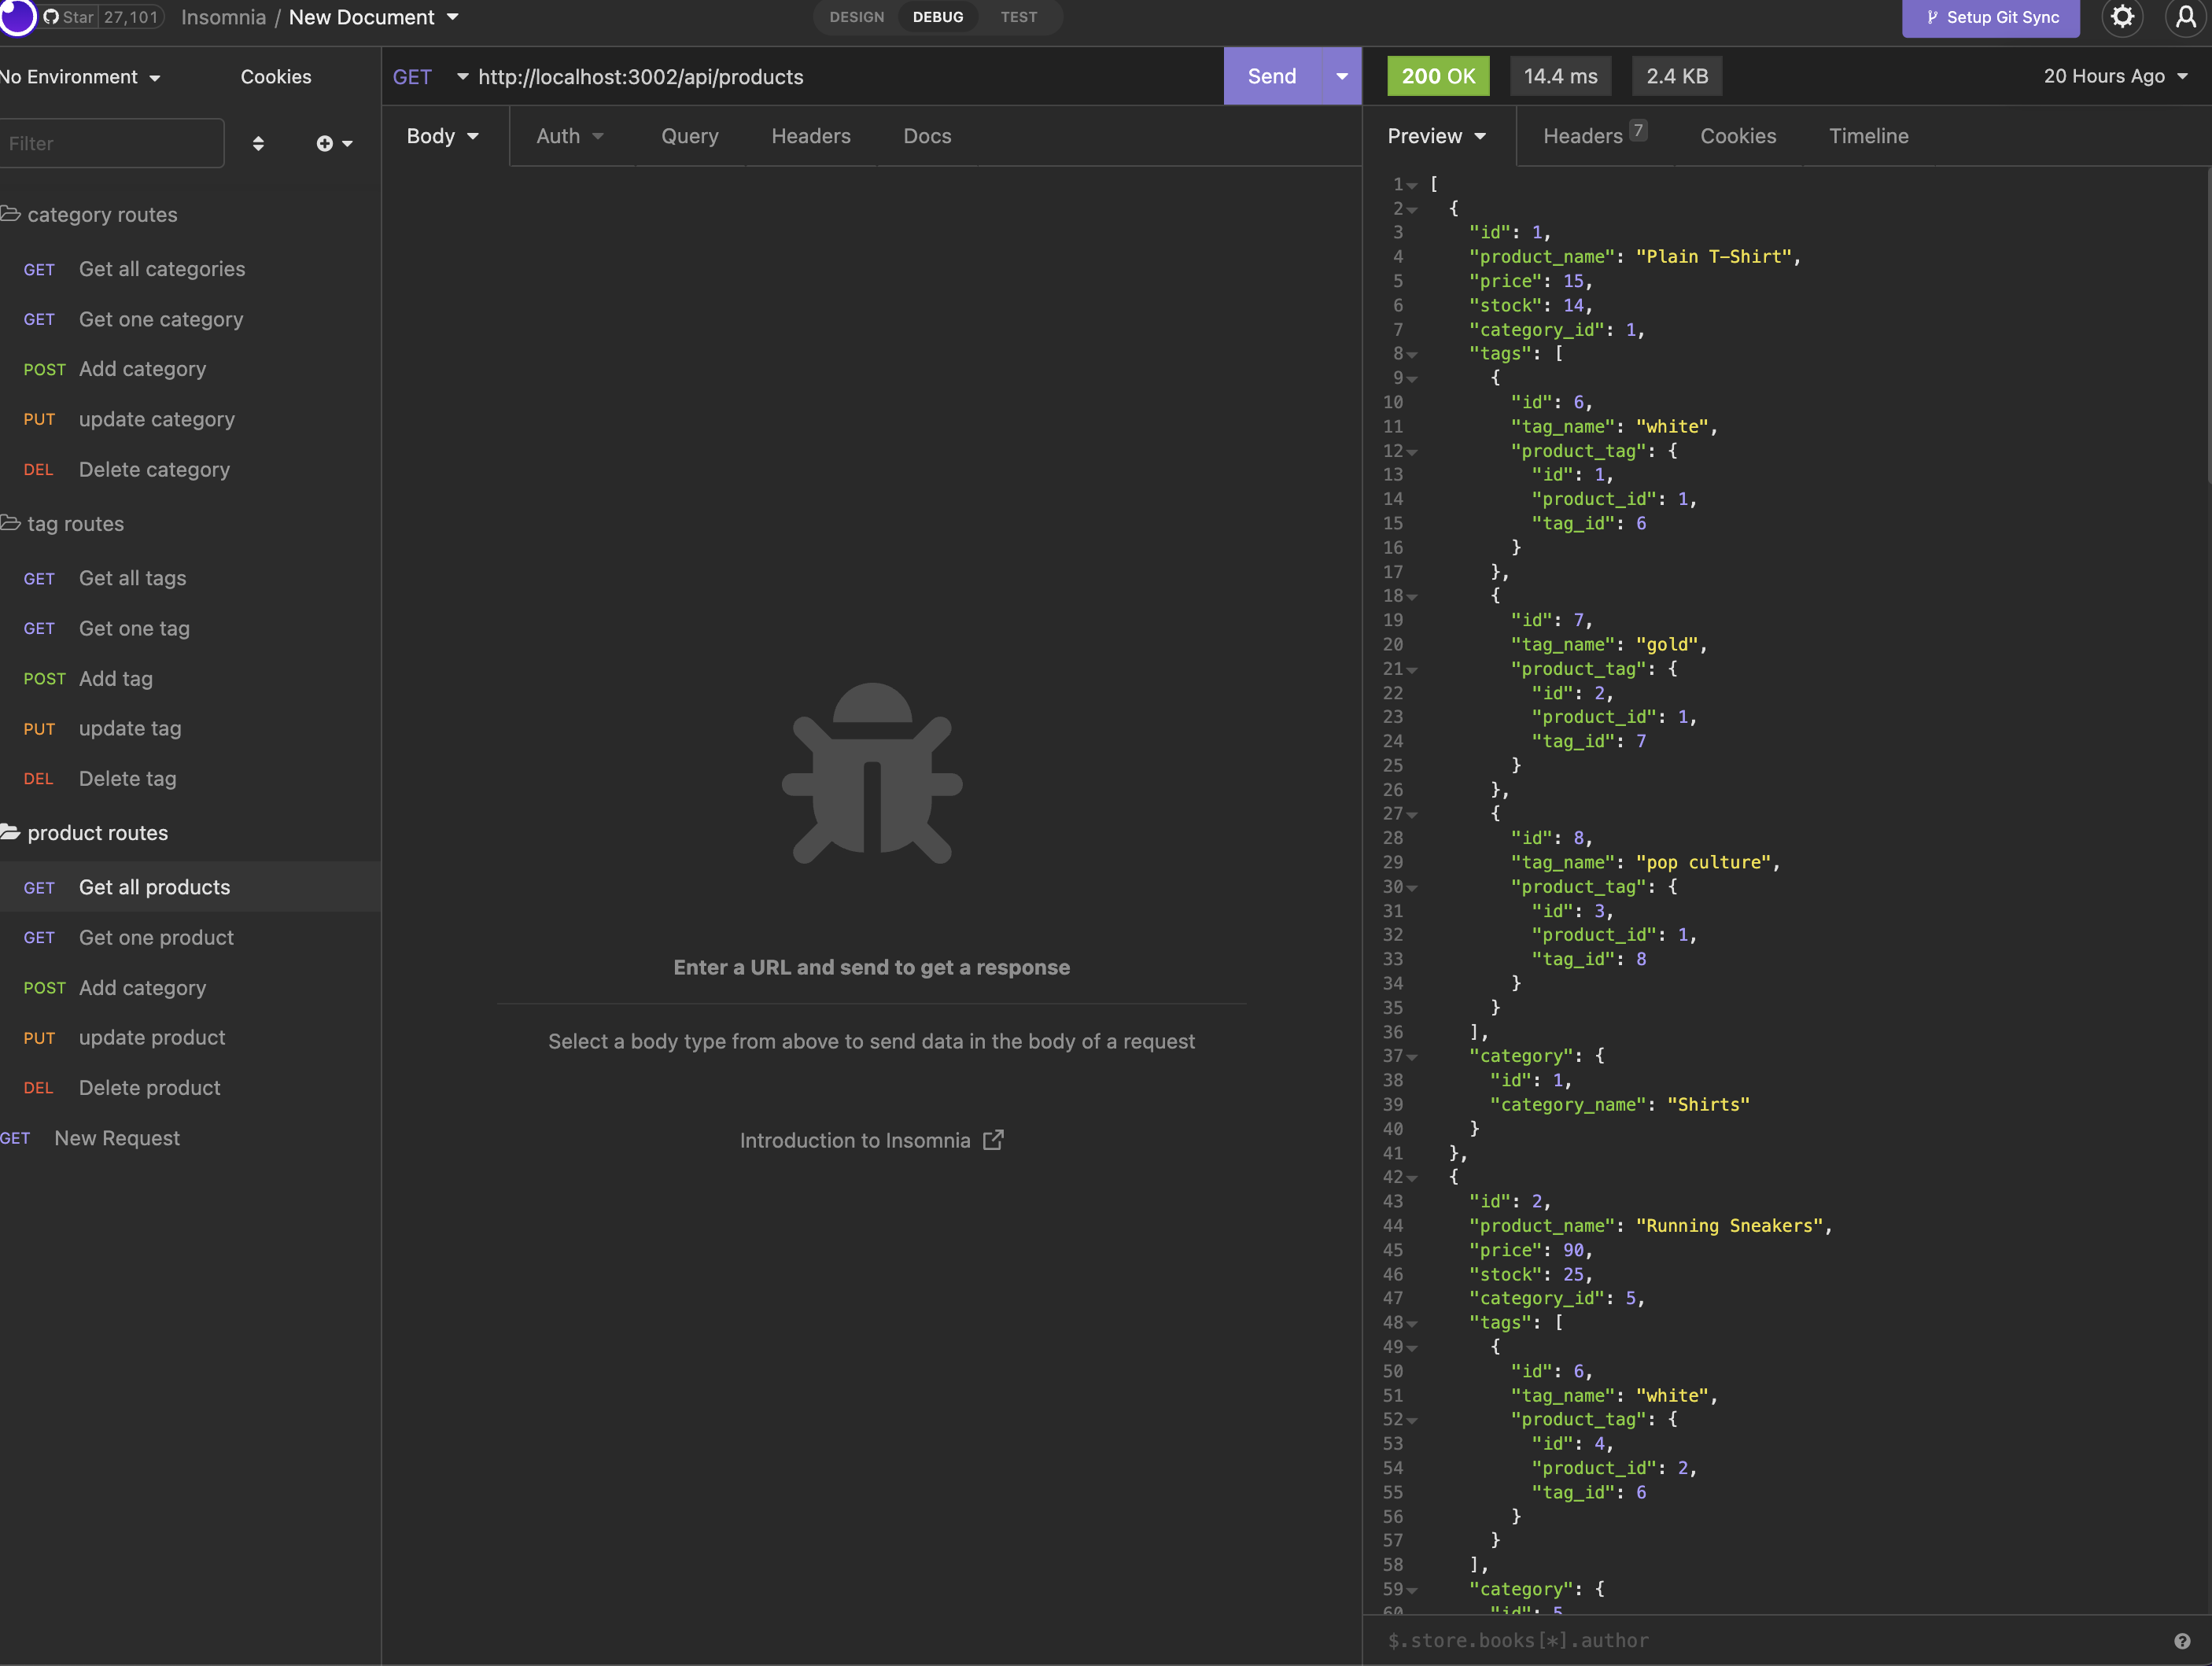 Star 27,101 Insomnia / New Document DESIGN DEBUG TEST Setup Git Sync
No Environment Cookies
GET http://localhost:3002/api/products Send 200 OK 14.4 ms 2.4 KB 20 Hours Ago
Filter
Body Auth Query Headers Docs
Preview Headers 7 Cookies Timeline
category routes
GET Get all categories
GET Get one category
POST Add category
PUT update category
DEL Delete category
tag routes
GET Get all tags
GET Get one tag
POST Add tag
PUT update tag
DEL Delete tag
product routes
GET Get all products
GET Get one product
POST Add category
PUT update product
DEL Delete product
GET New Request
Enter a URL and send to get a response
Select a body type from above to send data in the body of a request
Introduction to Insomnia
1 [
2 {
3 "id": 1,
4 "product_name": "Plain T-Shirt",
5 "price": 15,
6 "stock": 14,
7 "category_id": 1,
8 "tags": [
9 {
10 "id": 6,
11 "tag_name": "white",
12 "product_tag": {
13 "id": 1,
14 "product_id": 1,
15 "tag_id": 6
16 }
17 },
18 {
19 "id": 7,
20 "tag_name": "gold",
21 "product_tag": {
22 "id": 2,
23 "product_id": 1,
24 "tag_id": 7
25 }
26 },
27 {
28 "id": 8,
29 "tag_name": "pop culture",
30 "product_tag": {
31 "id": 3,
32 "product_id": 1,
33 "tag_id": 8
34 }
35 }
36 ],
37 "category": {
38 "id": 1,
39 "category_name": "Shirts"
40 }
41 },
42 {
43 "id": 2,
44 "product_name": "Running Sneakers",
45 "price": 90,
46 "stock": 25,
47 "category_id": 5,
48 "tags": [
49 {
50 "id": 6,
51 "tag_name": "white",
52 "product_tag": {
53 "id": 4,
54 "product_id": 2,
55 "tag_id": 6
56 }
57 }
58 ],
59 "category": {
60 "id": 5
$.store.books[*].author